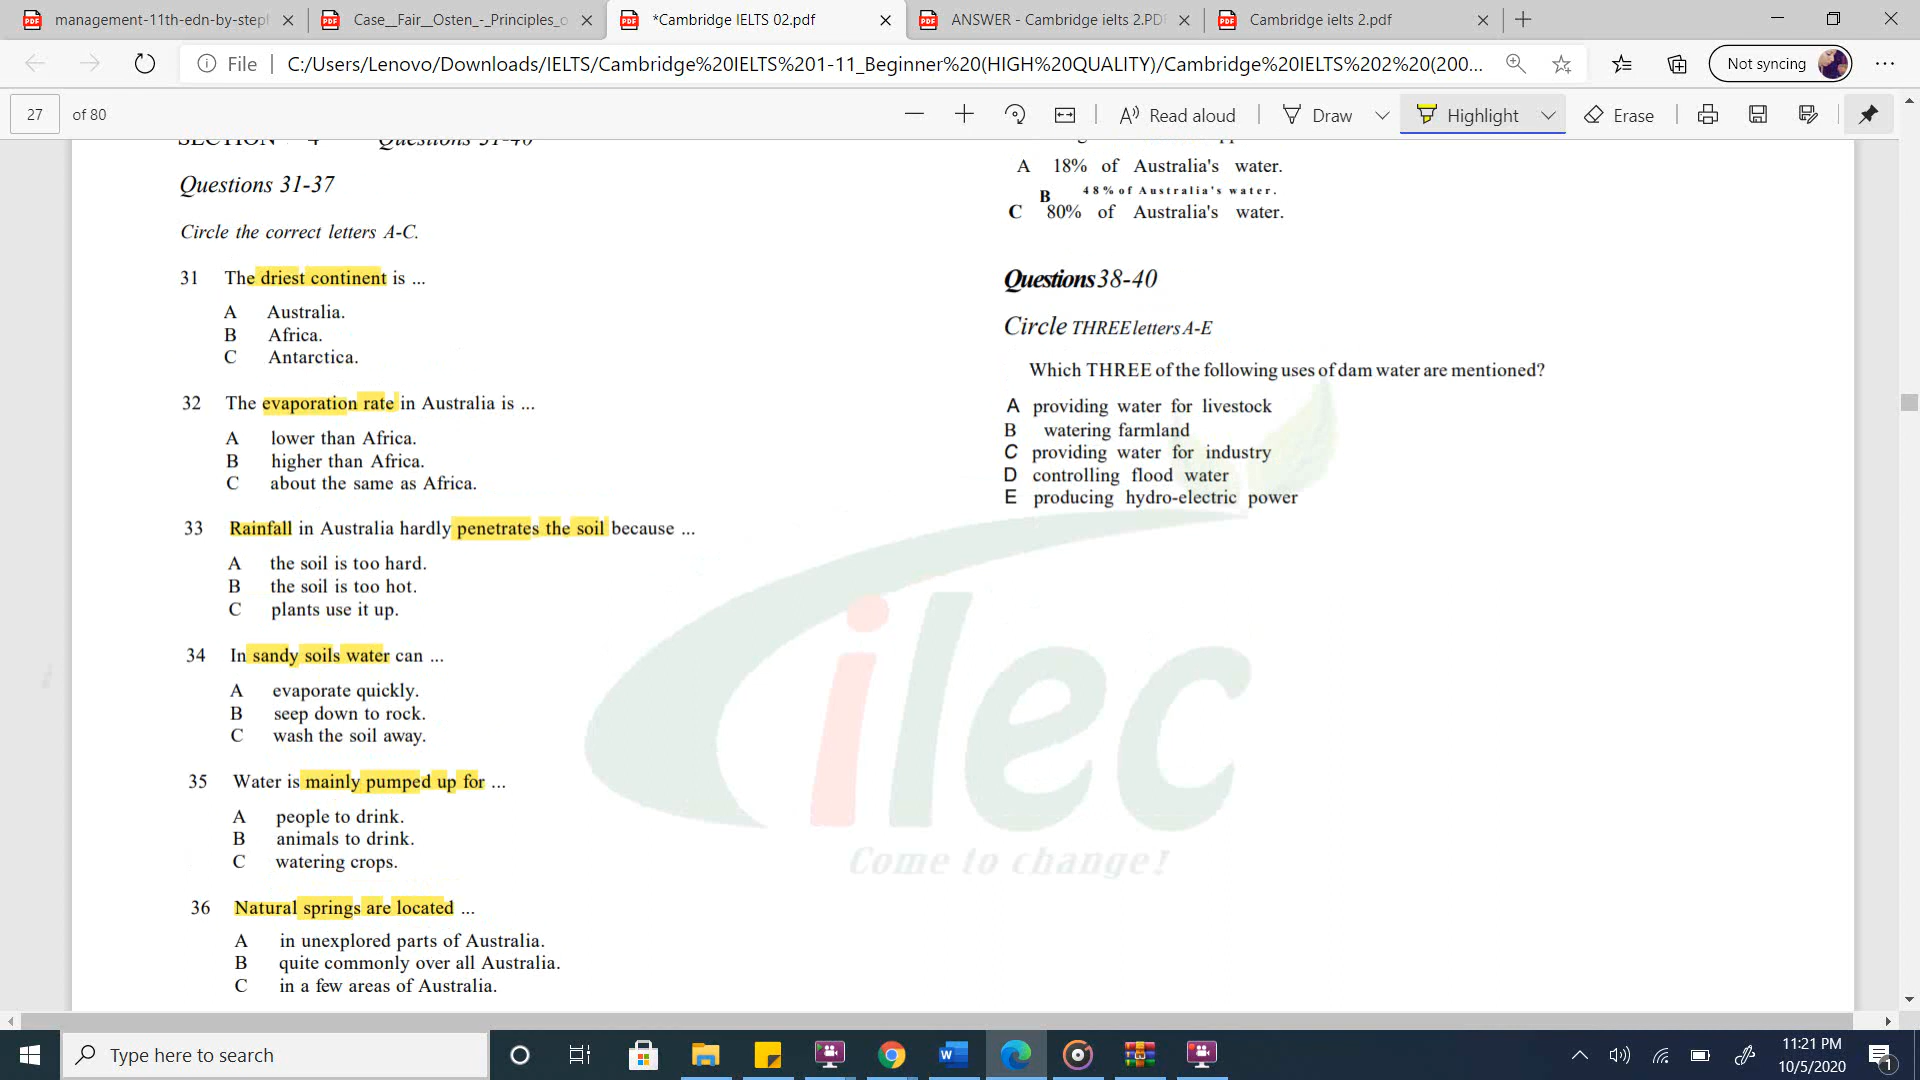 management-11th-edn-by-step
Case__Fair__Osten_-_Principles_o
*Cambridge IELTS 02.pdf
ANSWER - Cambridge ielts 2.PDF
Cambridge ielts 2.pdf
File
C:/Users/Lenovo/Downloads/IELTS/Cambridge%20IELTS%201-11_Beginner%20(HIGH%20QUALITY)/Cambridge%20IELTS%202%20(200...
Not syncing
27 of 80
Read aloud
Draw
Highlight
Erase
SECTION 4 Questions 31-40
Questions 31-37
Circle the correct letters A-C.
31 The driest continent is ...
A Australia.
B Africa.
C Antarctica.
32 The evaporation rate in Australia is ...
A lower than Africa.
B higher than Africa.
C about the same as Africa.
33 Rainfall in Australia hardly penetrates the soil because ...
A the soil is too hard.
B the soil is too hot.
C plants use it up.
34 In sandy soils water can ...
A evaporate quickly.
B seep down to rock.
C wash the soil away.
35 Water is mainly pumped up for ...
A people to drink.
B animals to drink.
C watering crops.
36 Natural springs are located ...
A in unexplored parts of Australia.
B quite commonly over all Australia.
C in a few areas of Australia.
A 18% of Australia's water.
B 48% of Australia's water.
C 80% of Australia's water.
Questions 38-40
Circle THREE letters A-E
Which THREE of the following uses of dam water are mentioned?
A providing water for livestock
B watering farmland
C providing water for industry
D controlling flood water
E producing hydro-electric power
ilec
Come to change!
Type here to search
11:21 PM
10/5/2020
1